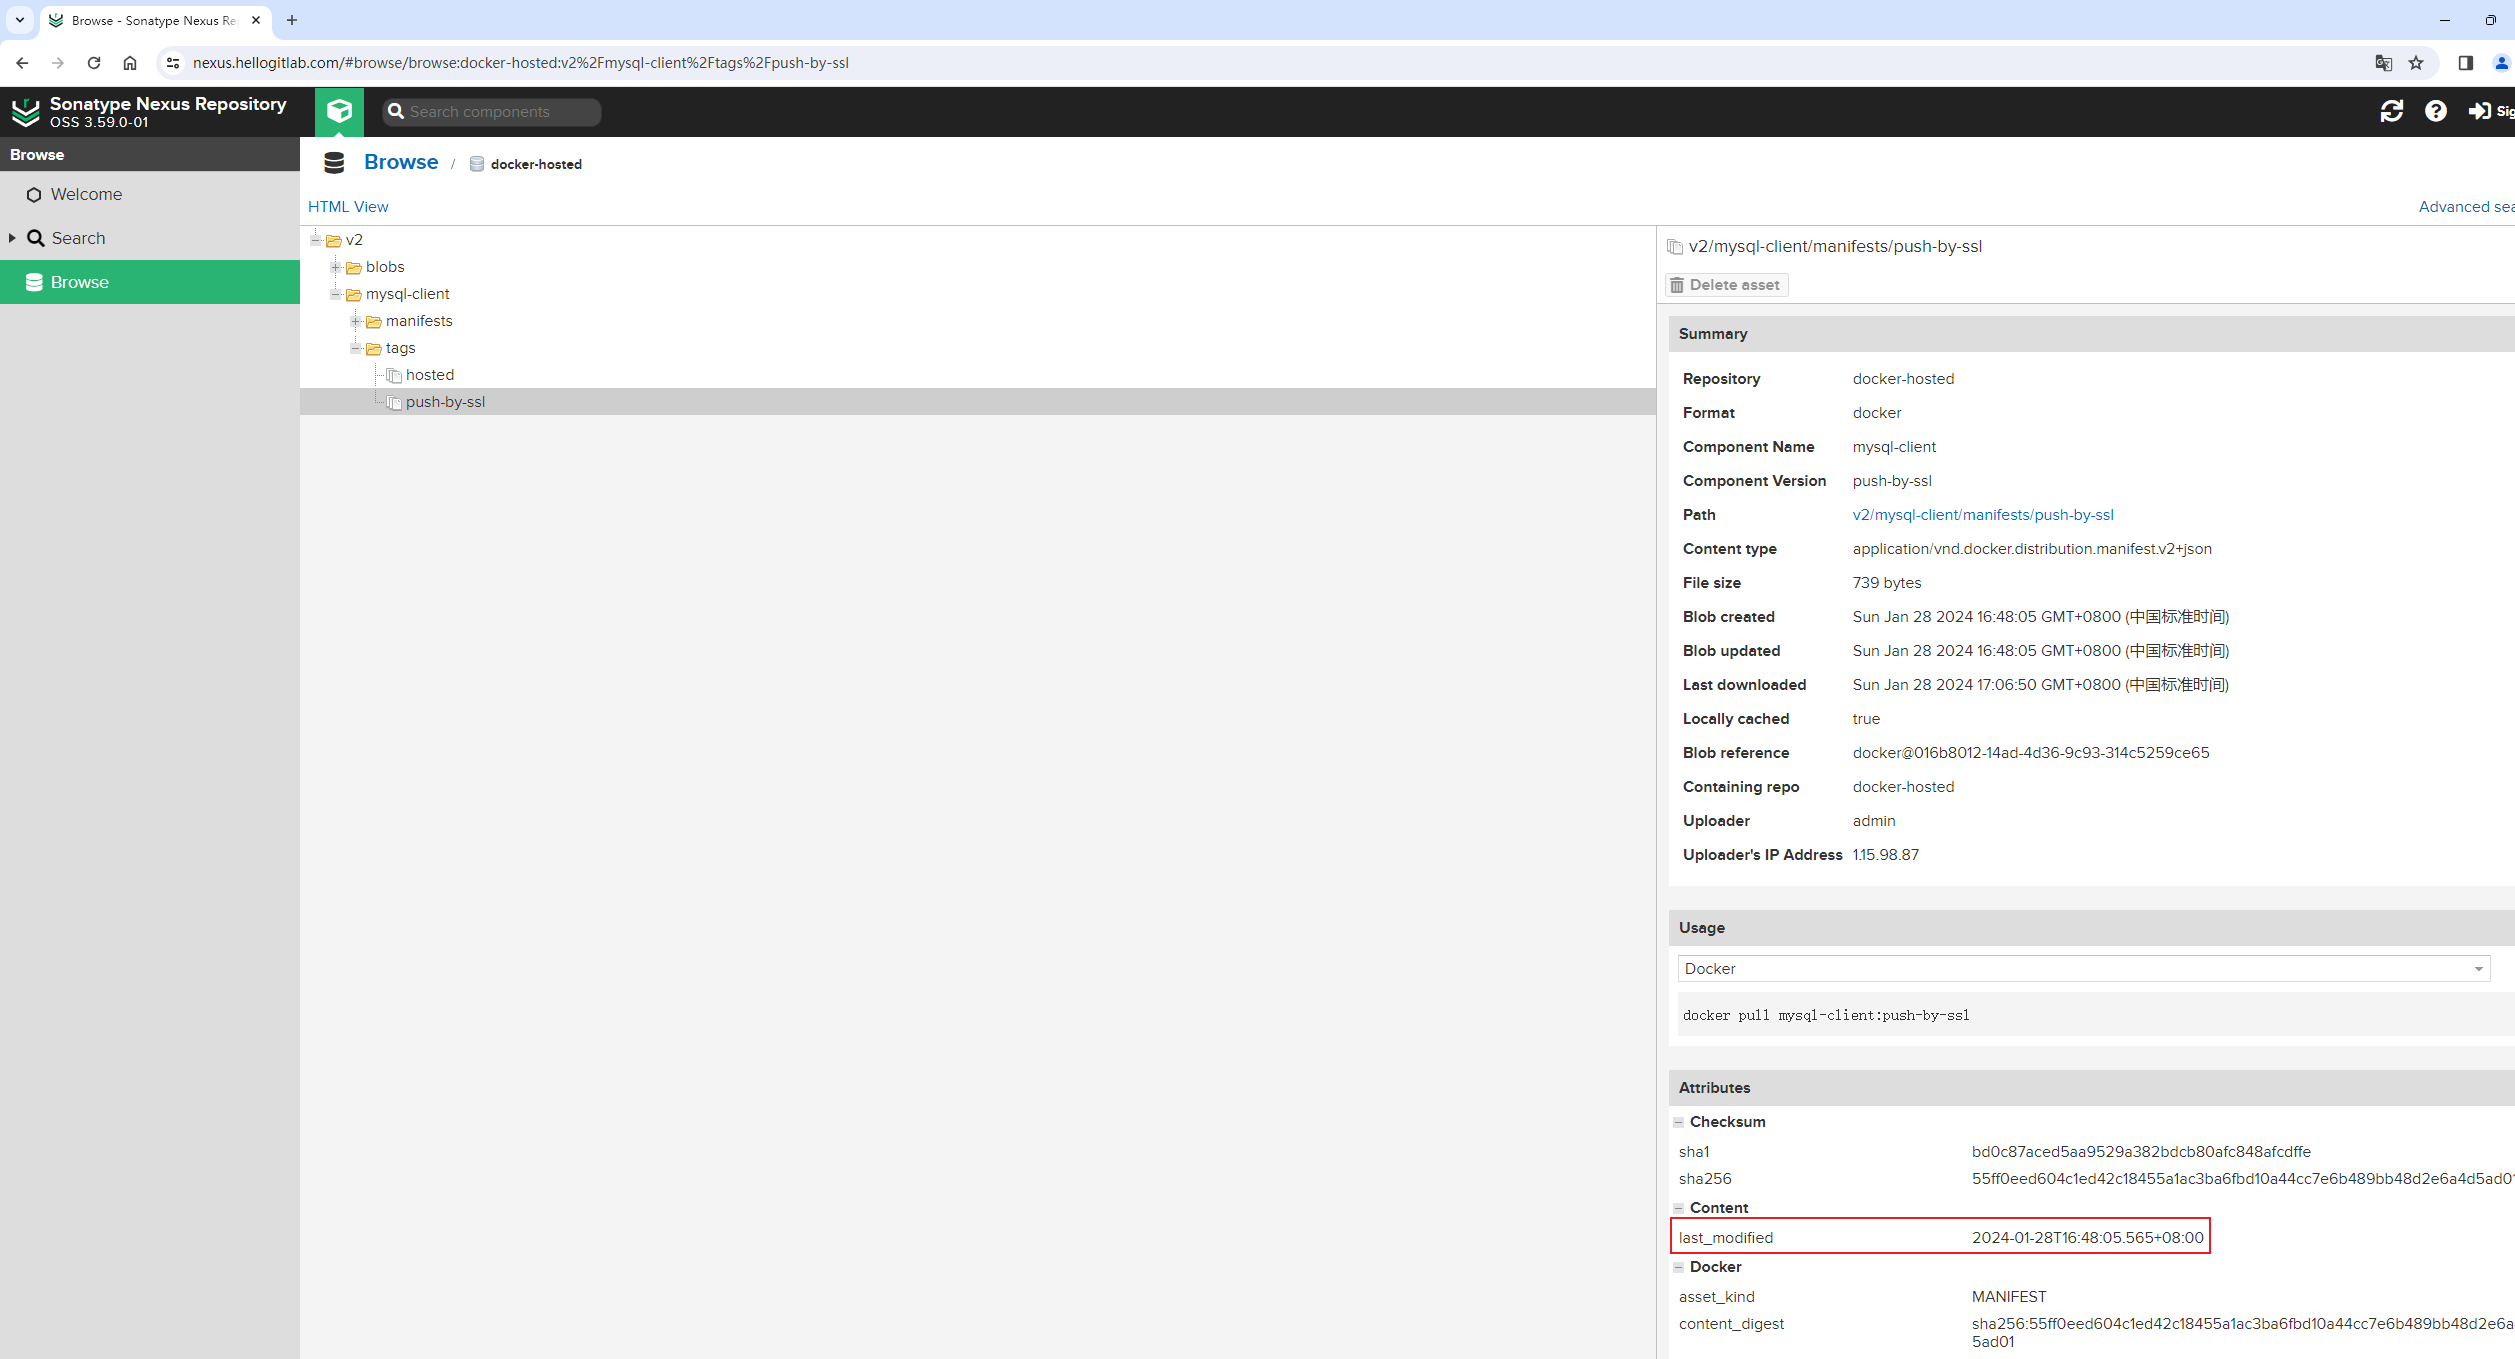 Browse - Sonatype Nexus Re
nexus.hellogitlab.com/#browse/browse:docker-hosted:v2%2Fmysql-client%2Ftags%2Fpush-by-ssl
Sonatype Nexus Repository
OSS 3.59.0-01
Search components
Sig
Browse
Welcome
Search
Browse
Browse / docker-hosted
HTML View
Advanced sea
v2
blobs
mysql-client
manifests
tags
hosted
push-by-ssl
v2/mysql-client/manifests/push-by-ssl
Delete asset
Summary
Repository docker-hosted
Format docker
Component Name mysql-client
Component Version push-by-ssl
Path v2/mysql-client/manifests/push-by-ssl
Content type application/vnd.docker.distribution.manifest.v2+json
File size 739 bytes
Blob created Sun Jan 28 2024 16:48:05 GMT+0800 (中国标准时间)
Blob updated Sun Jan 28 2024 16:48:05 GMT+0800 (中国标准时间)
Last downloaded Sun Jan 28 2024 17:06:50 GMT+0800 (中国标准时间)
Locally cached true
Blob reference docker@016b8012-14ad-4d36-9c93-314c5259ce65
Containing repo docker-hosted
Uploader admin
Uploader's IP Address 1.15.98.87
Usage
Docker
docker pull mysql-client:push-by-ssl
Attributes
Checksum
sha1 bd0c87aced5aa9529a382bdcb80afc848afcdffe
sha256 55ff0eed604c1ed42c18455a1ac3ba6fbd10a44cc7e6b489bb48d2e6a4d5ad01
Content
last_modified 2024-01-28T16:48:05.565+08:00
Docker
asset_kind MANIFEST
content_digest sha256:55ff0eed604c1ed42c18455a1ac3ba6fbd10a44cc7e6b489bb48d2e6a
5ad01